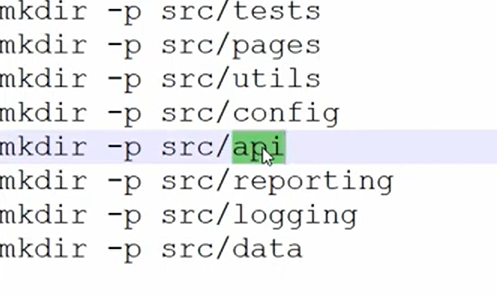 mkdir -p src/tests
mkdir -p src/pages
mkdir -p src/utils
mkdir -p src/config
mkdir -p src/api
mkdir -p src/reporting
mkdir -p src/logging
mkdir -p src/data